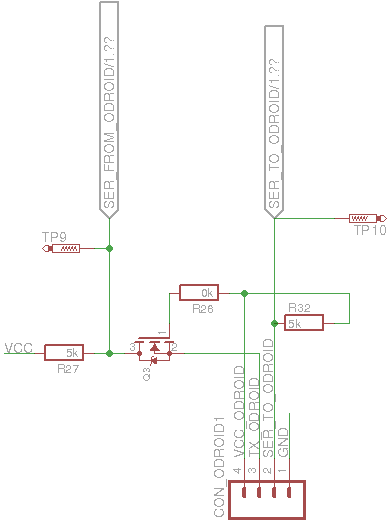 SER_FROM_ODROID/1.??
SER_TO_ODROID/1.??
TP9
TP10
0k
R26
R32
5k
VCC
5k
R27
1
3
2
Q3
CON_ODROID1
VCC_ODROID
TX_ODROID
SER_TO_ODROID
GND
4
3
2
1